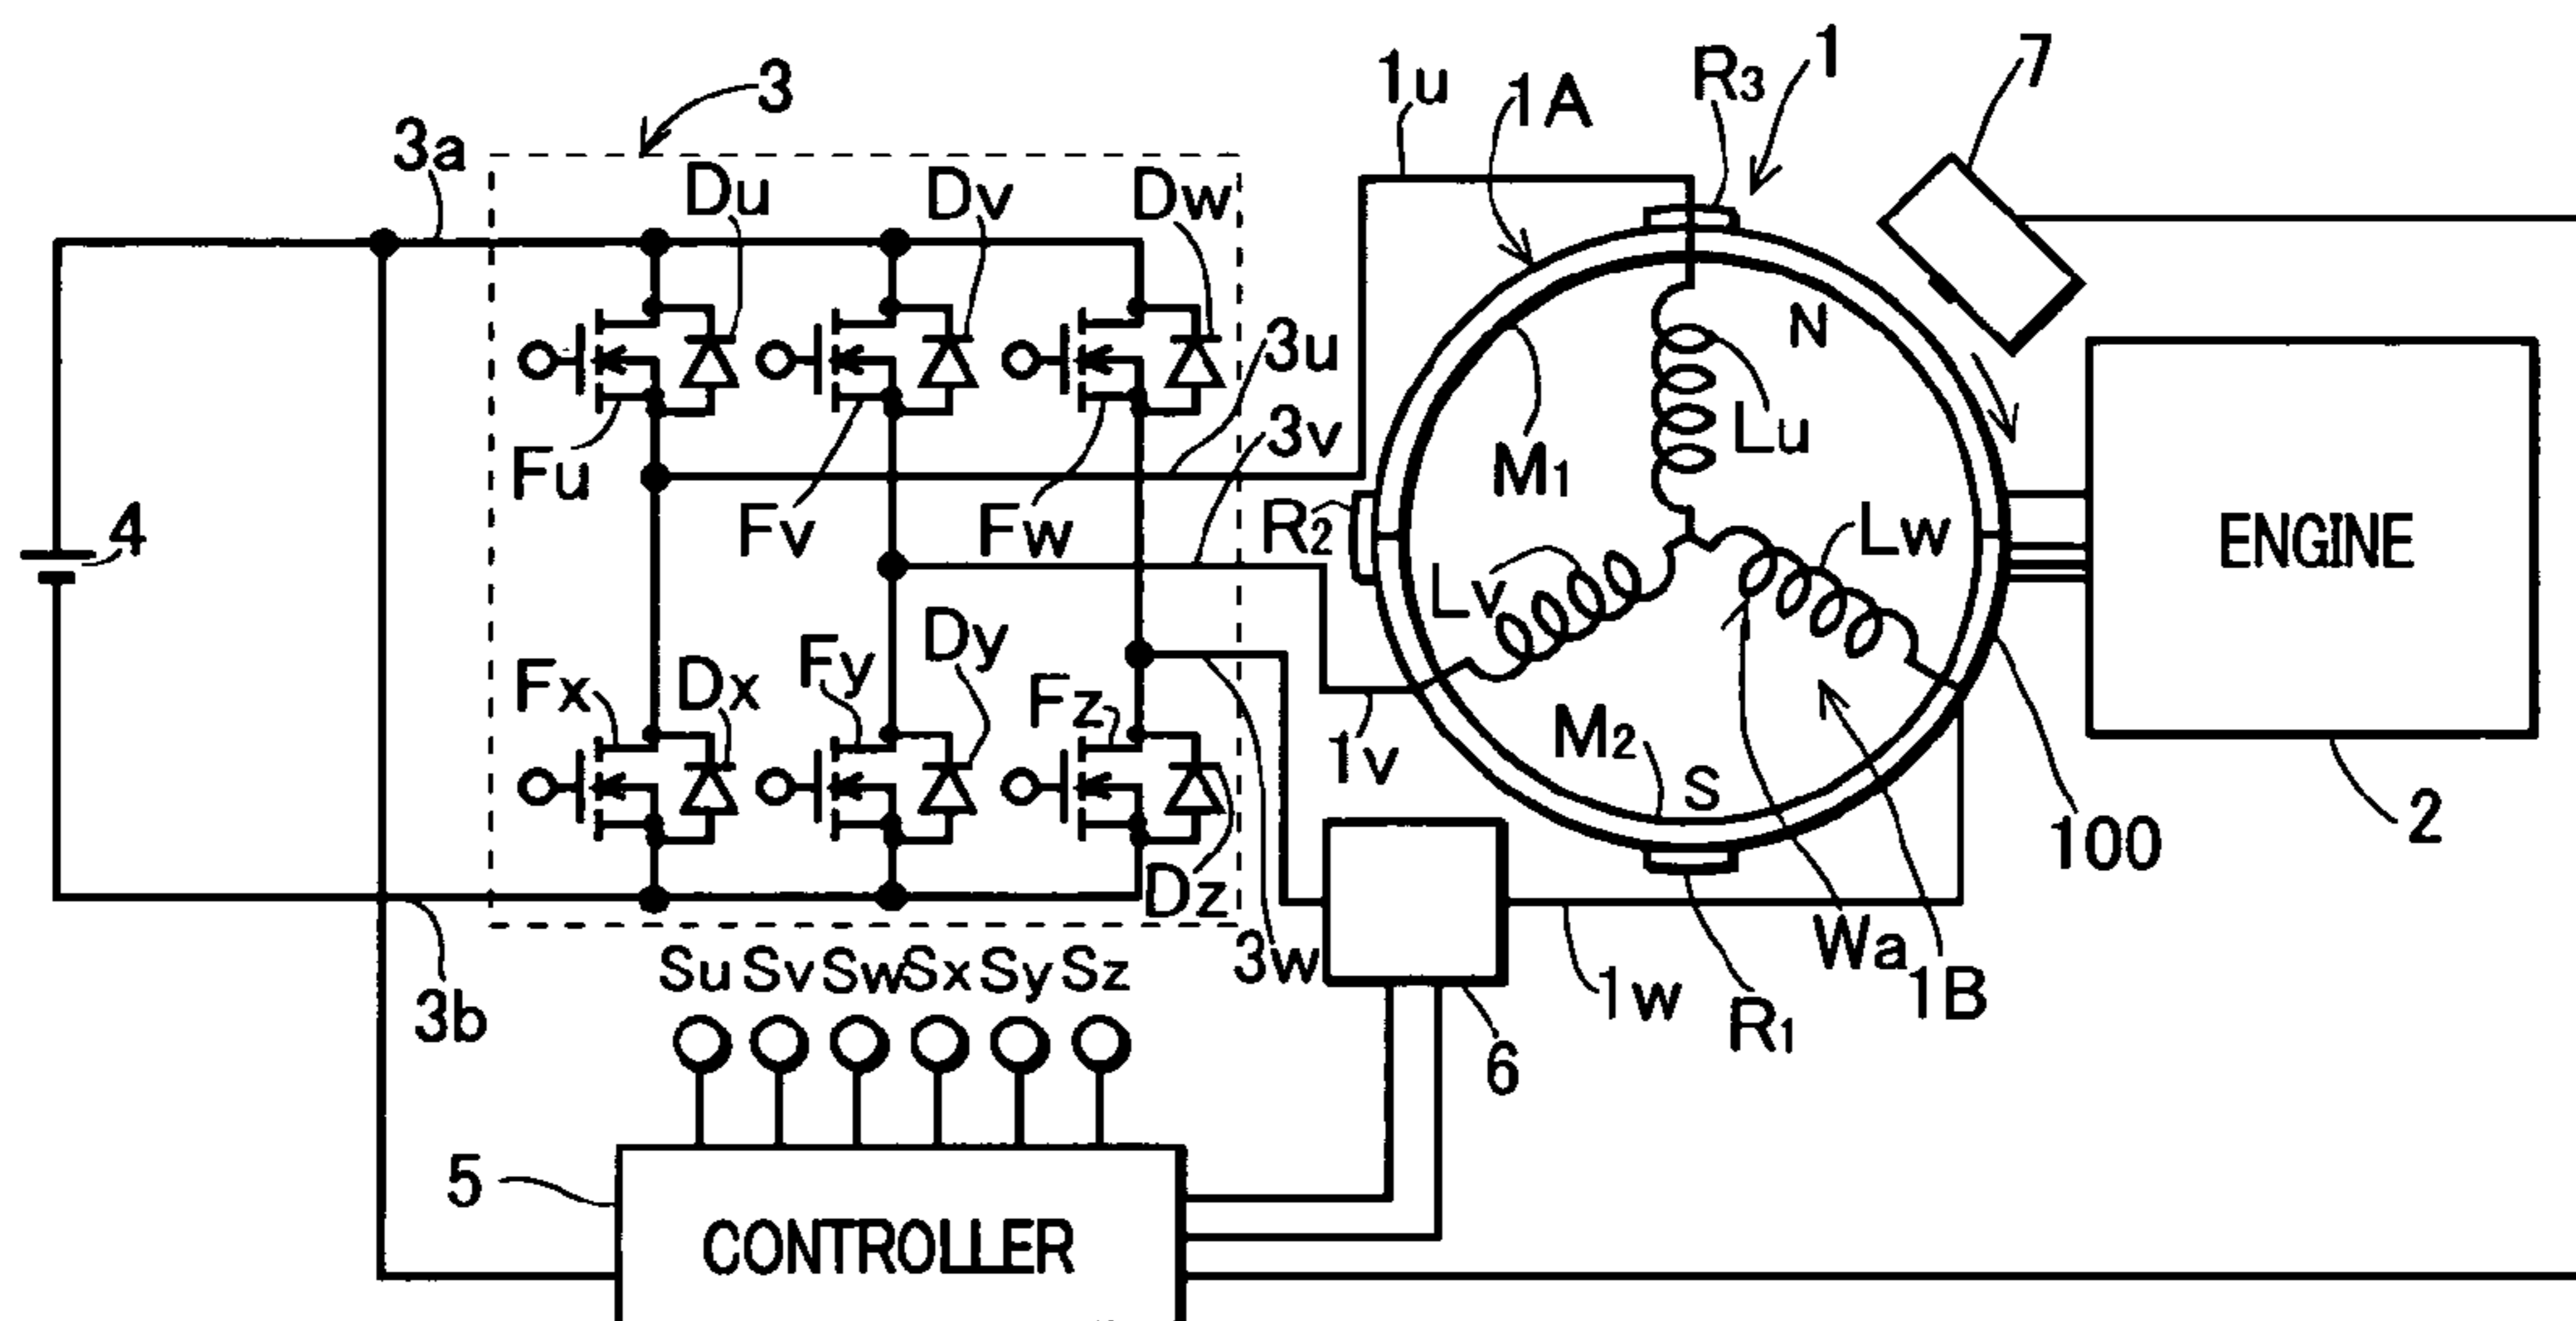 3
3a
Du
Dv
Dw
1u
1A
R3
1
7
3u
3v
N
Lu
M1
Fu
Fv
Fw
R2
Lv
Lw
4
ENGINE
Fx
Dx
Fy
Dy
Fz
Dz
1v
M2
S
100
2
3b
Su Sv Sw Sx Sy Sz
3w
6
1w
R1
Wa
1B
5
CONTROLLER